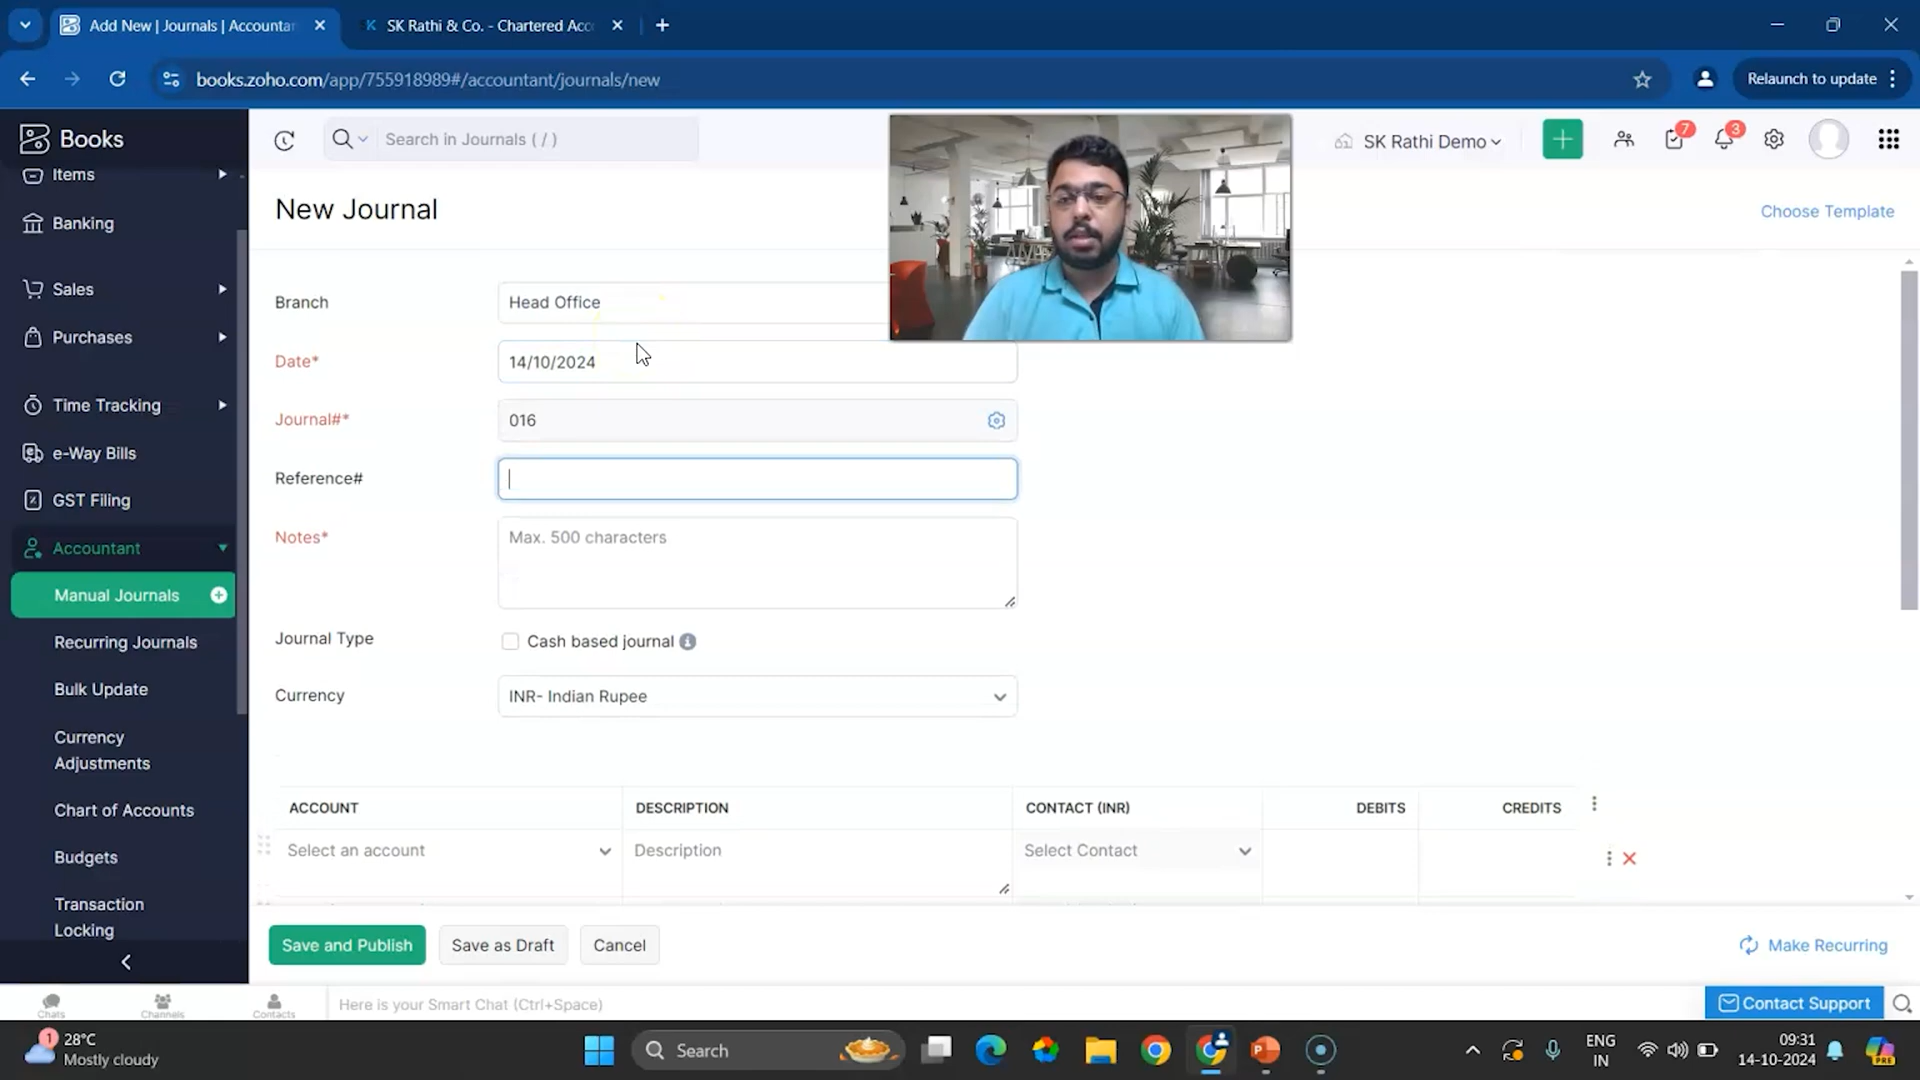 Add New | Journals | Accounta
SK Rathi & Co. - Chartered Acc
books.zoho.com/app/755918989#/accountant/journals/new
Relaunch to update
Books
Search in Journals ( / )
SK Rathi Demo
7
3
Items
Banking
Sales
Purchases
Time Tracking
e-Way Bills
GST Filing
Accountant
Manual Journals
Recurring Journals
Bulk Update
Currency
Adjustments
Chart of Accounts
Budgets
Transaction
Locking
New Journal
Choose Template
Branch
Head Office
Date*
14/10/2024
Journal#*
016
Reference#
Notes*
Max. 500 characters
Journal Type
Cash based journal
Currency
INR- Indian Rupee
ACCOUNT
DESCRIPTION
CONTACT (INR)
DEBITS
CREDITS
Select an account
Description
Select Contact
Save and Publish
Save as Draft
Cancel
Make Recurring
Chats
Channels
Contacts
Here is your Smart Chat (Ctrl+Space)
Contact Support
1
28°C
Mostly cloudy
Search
ENG
IN
09:31
14-10-2024
PRE